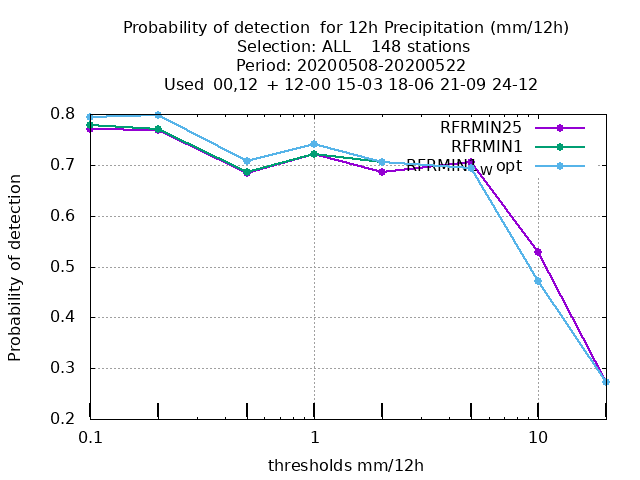 Probability of detection  for 12h Precipitation (mm/12h)
Selection: ALL    148 stations
Period: 20200508-20200522
Used  00,12  + 12-00 15-03 18-06 21-09 24-12
0.8
0.7
0.6
0.5
0.4
0.3
0.2
Probability of detection
RFRMIN25
RFRMIN1
opt
0.1
1
10
thresholds mm/12h